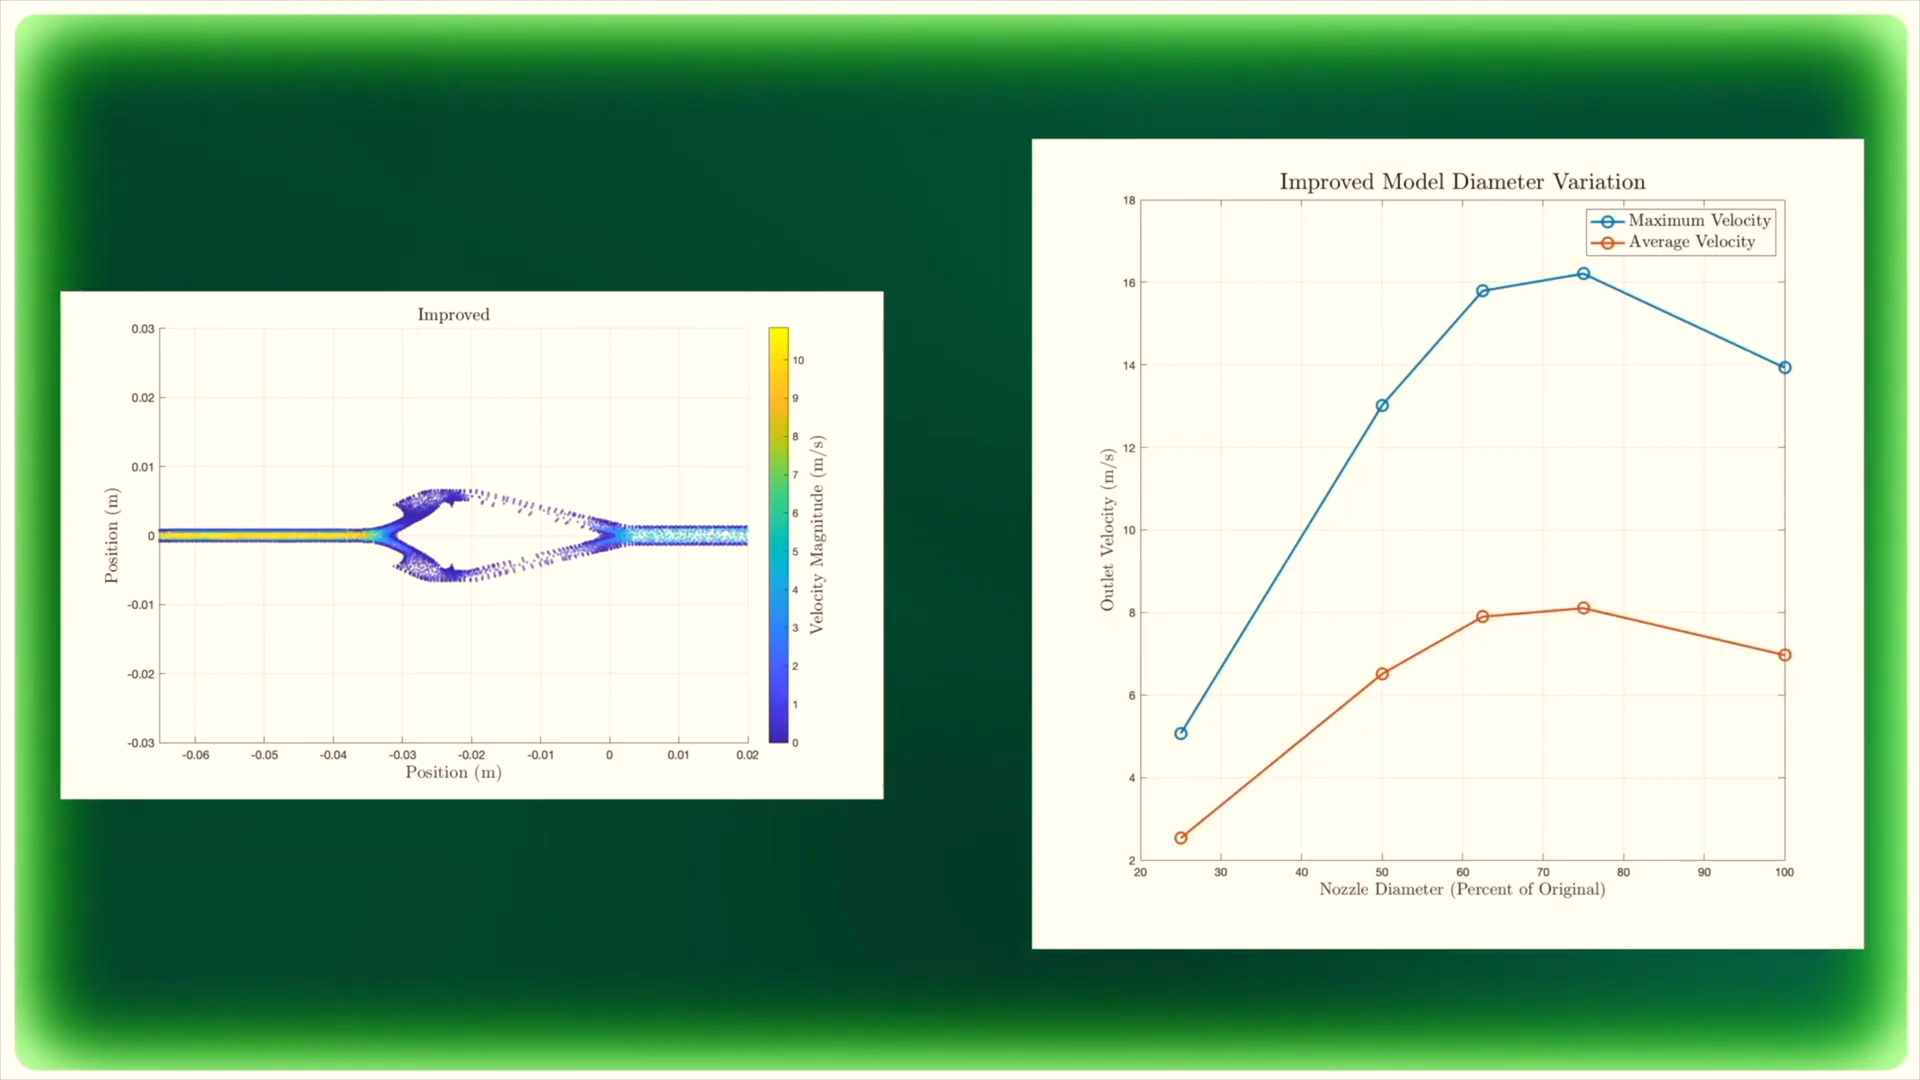 Improved
0.03
0.02
0.01
0
-0.01
-0.02
-0.03
Position (m)
-0.06 -0.05 -0.04 -0.03 -0.02 -0.01 0 0.01 0.02
Position (m)
10
9
8
7
6
5
4
3
2
1
0
Velocity Magnitude (m/s)
Improved Model Diameter Variation
Maximum Velocity
Average Velocity
18
16
14
12
10
8
6
4
2
Outlet Velocity (m/s)
20 30 40 50 60 70 80 90 100
Nozzle Diameter (Percent of Original)